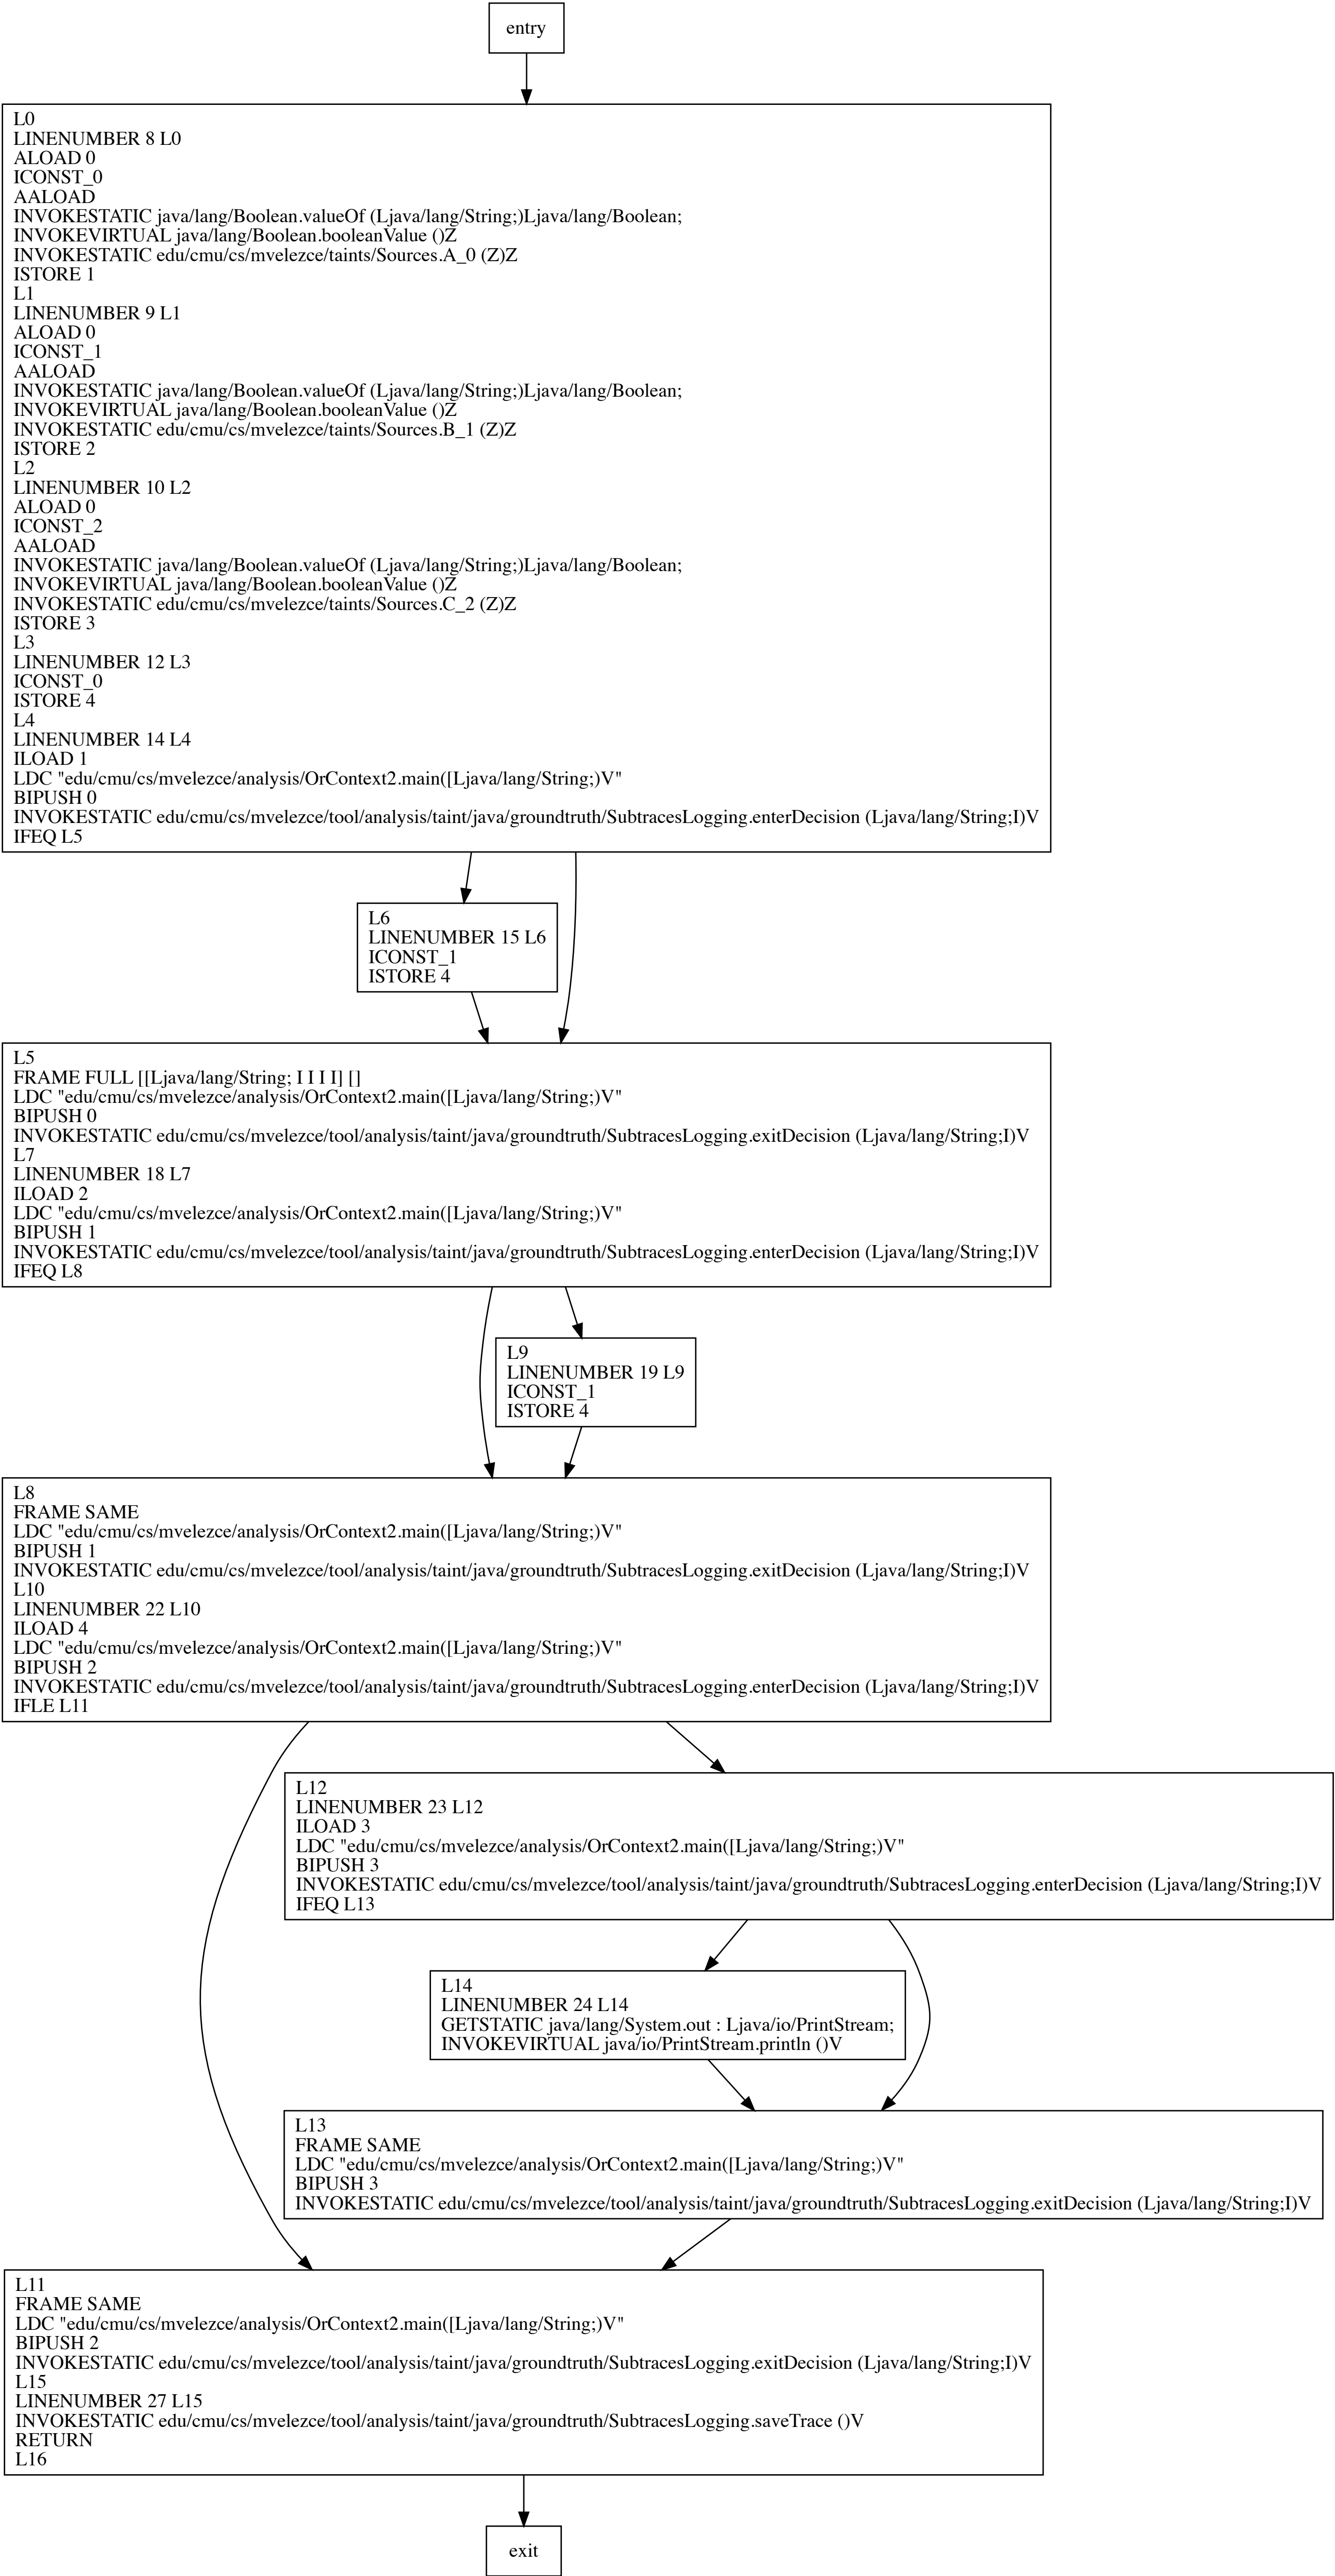 entry
L0
LINENUMBER 8 L0
ALOAD 0
ICONST_0
AALOAD
INVOKESTATIC java/lang/Boolean.valueOf (Ljava/lang/String;)Ljava/lang/Boolean;
INVOKEVIRTUAL java/lang/Boolean.booleanValue ()Z
INVOKESTATIC edu/cmu/cs/mvelezce/taints/Sources.A_0 (Z)Z
ISTORE 1
L1
LINENUMBER 9 L1
ALOAD 0
ICONST_1
AALOAD
INVOKESTATIC java/lang/Boolean.valueOf (Ljava/lang/String;)Ljava/lang/Boolean;
INVOKEVIRTUAL java/lang/Boolean.booleanValue ()Z
INVOKESTATIC edu/cmu/cs/mvelezce/taints/Sources.B_1 (Z)Z
ISTORE 2
L2
LINENUMBER 10 L2
ALOAD 0
ICONST_2
AALOAD
INVOKESTATIC java/lang/Boolean.valueOf (Ljava/lang/String;)Ljava/lang/Boolean;
INVOKEVIRTUAL java/lang/Boolean.booleanValue ()Z
INVOKESTATIC edu/cmu/cs/mvelezce/taints/Sources.C_2 (Z)Z
ISTORE 3
L3
LINENUMBER 12 L3
ICONST_0
ISTORE 4
L4
LINENUMBER 14 L4
ILOAD 1
LDC "edu/cmu/cs/mvelezce/analysis/OrContext2.main([Ljava/lang/String;)V"
BIPUSH 0
INVOKESTATIC edu/cmu/cs/mvelezce/tool/analysis/taint/java/groundtruth/SubtracesLogging.enterDecision (Ljava/lang/String;I)V
IFEQ L5
L6
LINENUMBER 15 L6
ICONST_1
ISTORE 4
L5
FRAME FULL [[Ljava/lang/String; I I I I] []
LDC "edu/cmu/cs/mvelezce/analysis/OrContext2.main([Ljava/lang/String;)V"
BIPUSH 0
INVOKESTATIC edu/cmu/cs/mvelezce/tool/analysis/taint/java/groundtruth/SubtracesLogging.exitDecision (Ljava/lang/String;I)V
L7
LINENUMBER 18 L7
ILOAD 2
LDC "edu/cmu/cs/mvelezce/analysis/OrContext2.main([Ljava/lang/String;)V"
BIPUSH 1
INVOKESTATIC edu/cmu/cs/mvelezce/tool/analysis/taint/java/groundtruth/SubtracesLogging.enterDecision (Ljava/lang/String;I)V
IFEQ L8
L9
LINENUMBER 19 L9
ICONST_1
ISTORE 4
L8
FRAME SAME
LDC "edu/cmu/cs/mvelezce/analysis/OrContext2.main([Ljava/lang/String;)V"
BIPUSH 1
INVOKESTATIC edu/cmu/cs/mvelezce/tool/analysis/taint/java/groundtruth/SubtracesLogging.exitDecision (Ljava/lang/String;I)V
L10
LINENUMBER 22 L10
ILOAD 4
LDC "edu/cmu/cs/mvelezce/analysis/OrContext2.main([Ljava/lang/String;)V"
BIPUSH 2
INVOKESTATIC edu/cmu/cs/mvelezce/tool/analysis/taint/java/groundtruth/SubtracesLogging.enterDecision (Ljava/lang/String;I)V
IFLE L11
L12
LINENUMBER 23 L12
ILOAD 3
LDC "edu/cmu/cs/mvelezce/analysis/OrContext2.main([Ljava/lang/String;)V"
BIPUSH 3
INVOKESTATIC edu/cmu/cs/mvelezce/tool/analysis/taint/java/groundtruth/SubtracesLogging.enterDecision (Ljava/lang/String;I)V
IFEQ L13
L14
LINENUMBER 24 L14
GETSTATIC java/lang/System.out : Ljava/io/PrintStream;
INVOKEVIRTUAL java/io/PrintStream.println ()V
L13
FRAME SAME
LDC "edu/cmu/cs/mvelezce/analysis/OrContext2.main([Ljava/lang/String;)V"
BIPUSH 3
INVOKESTATIC edu/cmu/cs/mvelezce/tool/analysis/taint/java/groundtruth/SubtracesLogging.exitDecision (Ljava/lang/String;I)V
L11
FRAME SAME
LDC "edu/cmu/cs/mvelezce/analysis/OrContext2.main([Ljava/lang/String;)V"
BIPUSH 2
INVOKESTATIC edu/cmu/cs/mvelezce/tool/analysis/taint/java/groundtruth/SubtracesLogging.exitDecision (Ljava/lang/String;I)V
L15
LINENUMBER 27 L15
INVOKESTATIC edu/cmu/cs/mvelezce/tool/analysis/taint/java/groundtruth/SubtracesLogging.saveTrace ()V
RETURN
L16
exit